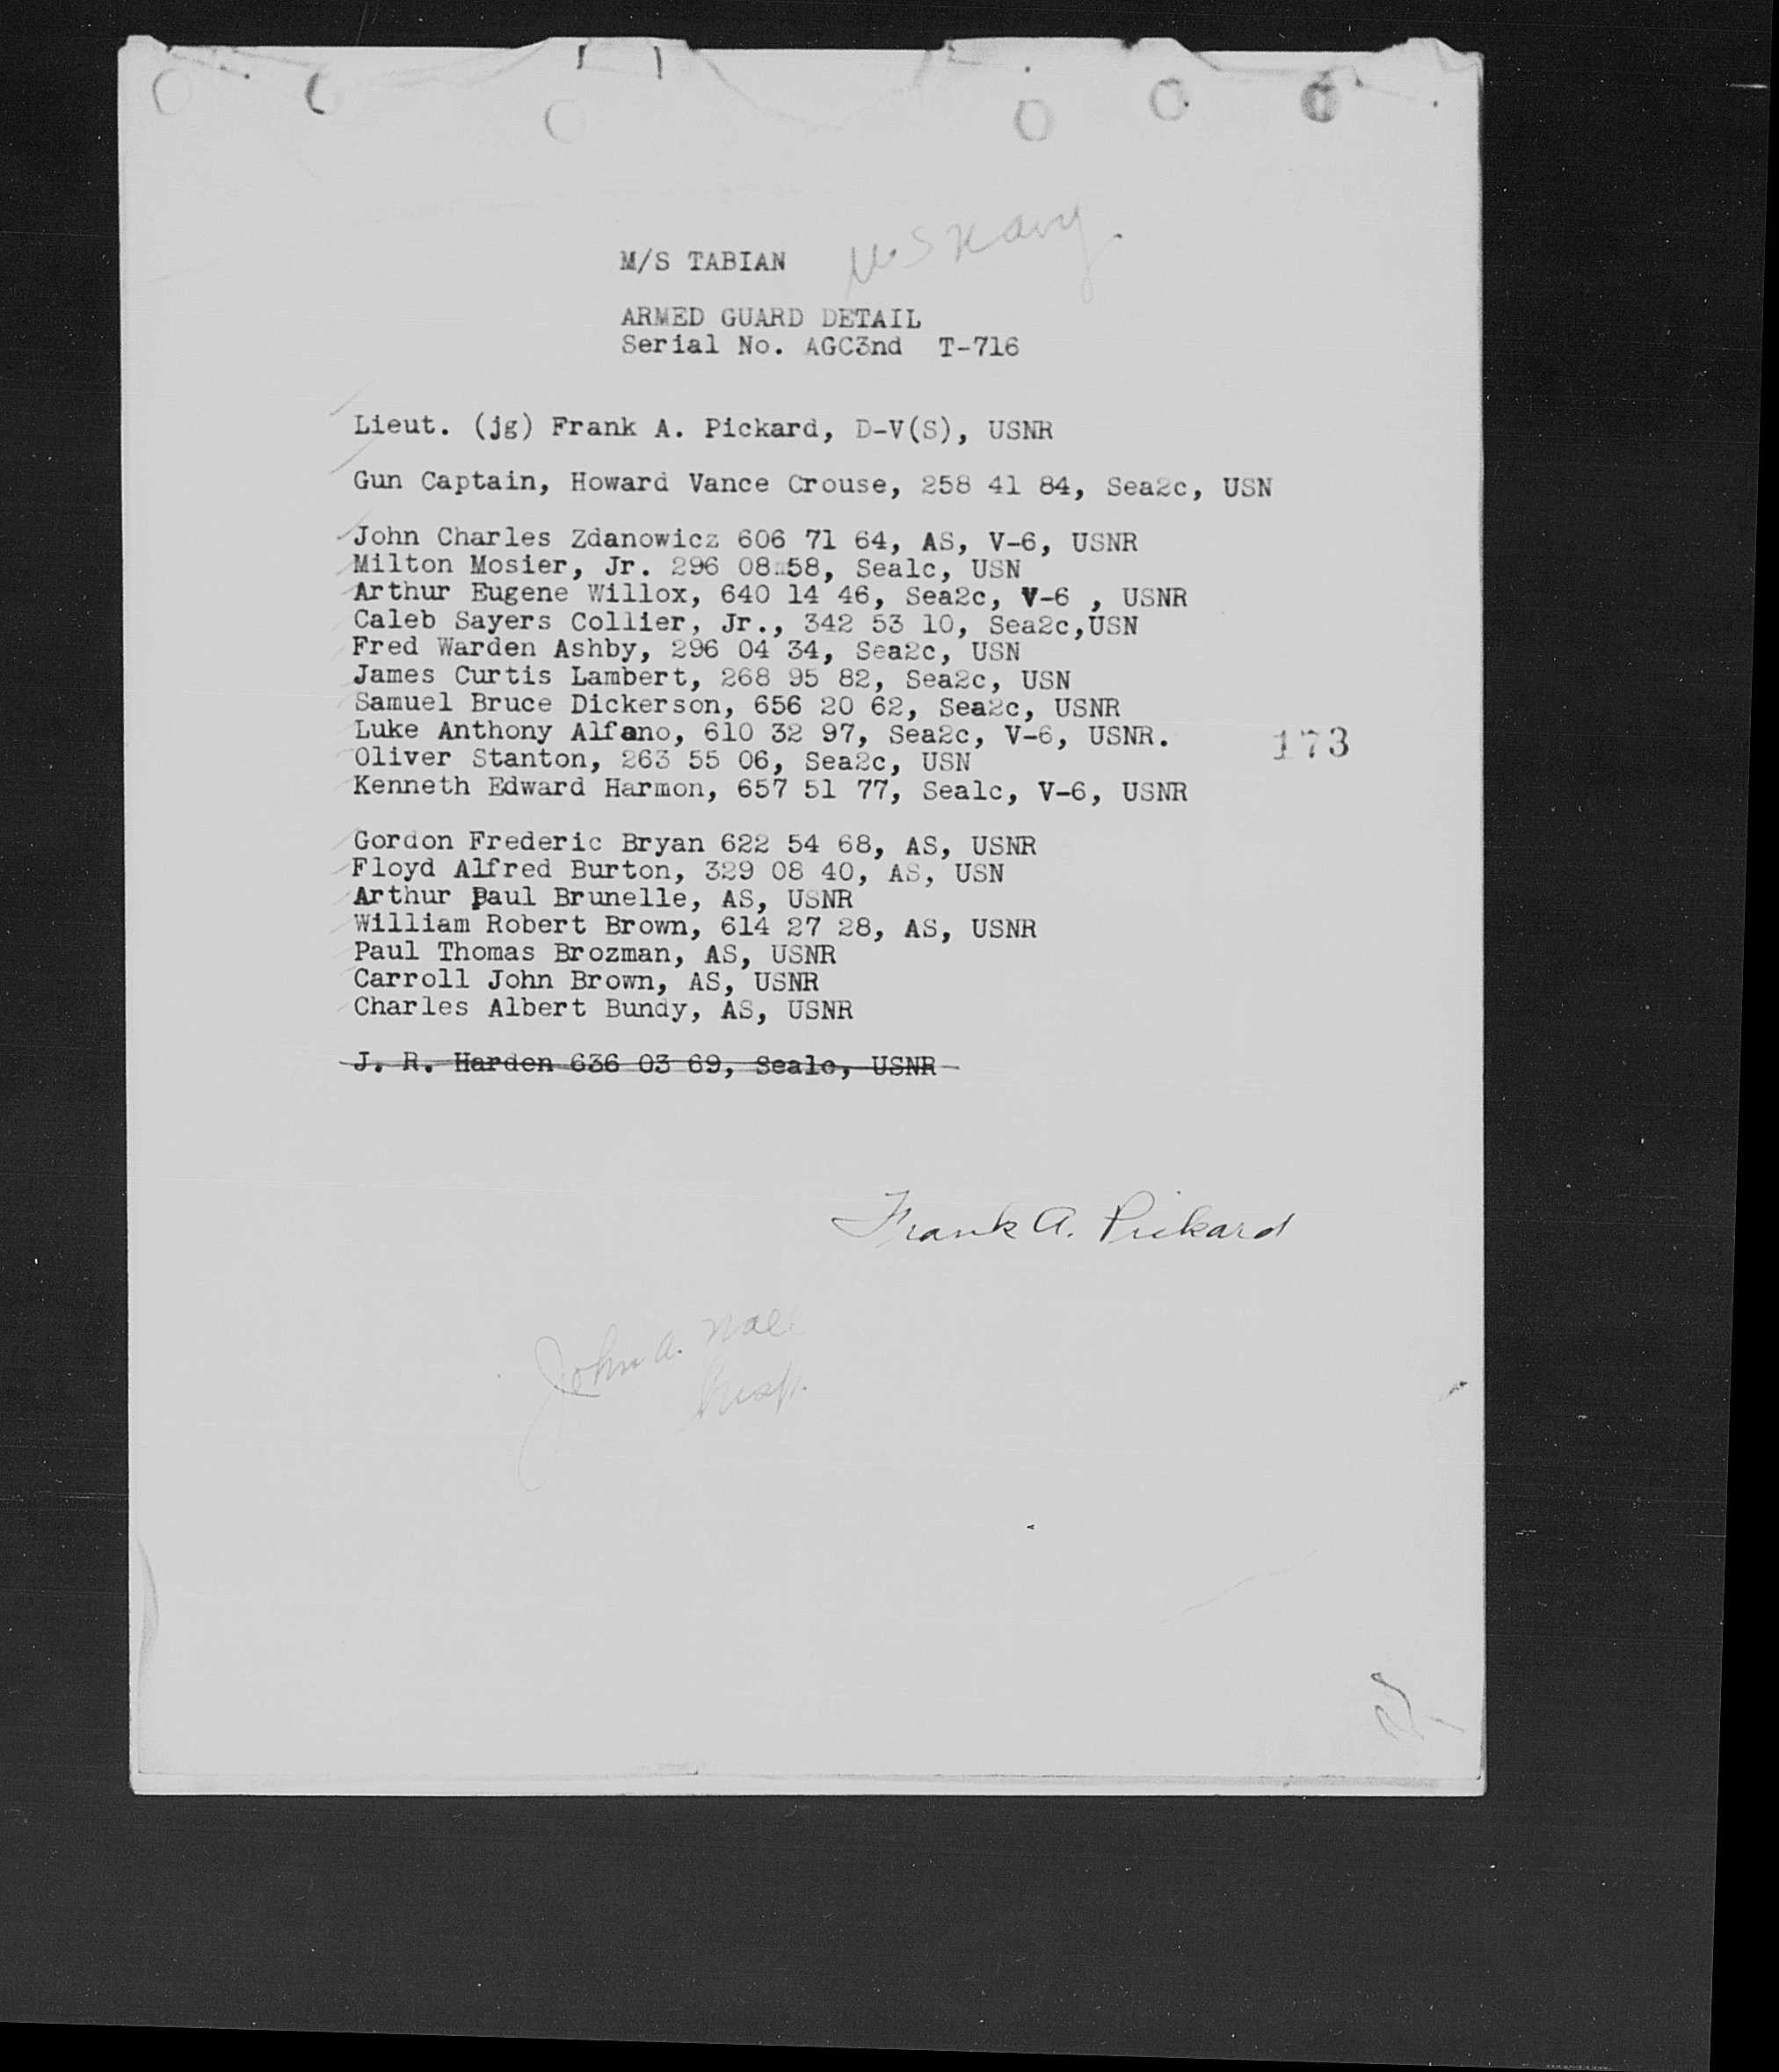 M/S TABIAN
U.S Navy.
ARMED GUARD DETAIL
Serial No. AGC3nd T-716
Lieut. (jg) Frank A. Pickard, D-V(S), USNR
Gun Captain, Howard Vance Crouse, 258 41 84, Sea2c, USN
John Charles Zdanowicz 606 71 64, AS, V-6, USNR
Milton Mosier, Jr. 296 08 58, Sea1c, USN
Arthur Eugene Willox, 640 14 46, Sea2c, V-6 , USNR
Caleb Sayers Collier, Jr., 342 53 10, Sea2c,USN
Fred Warden Ashby, 296 04 34, Sea2c, USN
James Curtis Lambert, 268 95 82, Sea2c, USN
Samuel Bruce Dickerson, 656 20 62, Sea2c, USNR
Luke Anthony Alfano, 610 32 97, Sea2c, V-6, USNR.
173
Oliver Stanton, 263 55 06, Sea2c, USN
Kenneth Edward Harmon, 657 51 77, Sea1c, V-6, USNR
Gordon Frederic Bryan 622 54 68, AS, USNR
Floyd Alfred Burton, 329 08 40, AS, USN
Arthur Paul Brunelle, AS, USNR
William Robert Brown, 614 27 28, AS, USNR
Paul Thomas Brozman, AS, USNR
Carroll John Brown, AS, USNR
Charles Albert Bundy, AS, USNR
J. R. Harden 636 03 69, Sea1c, USNR
Frank A. Pickard
John A.
Insp.